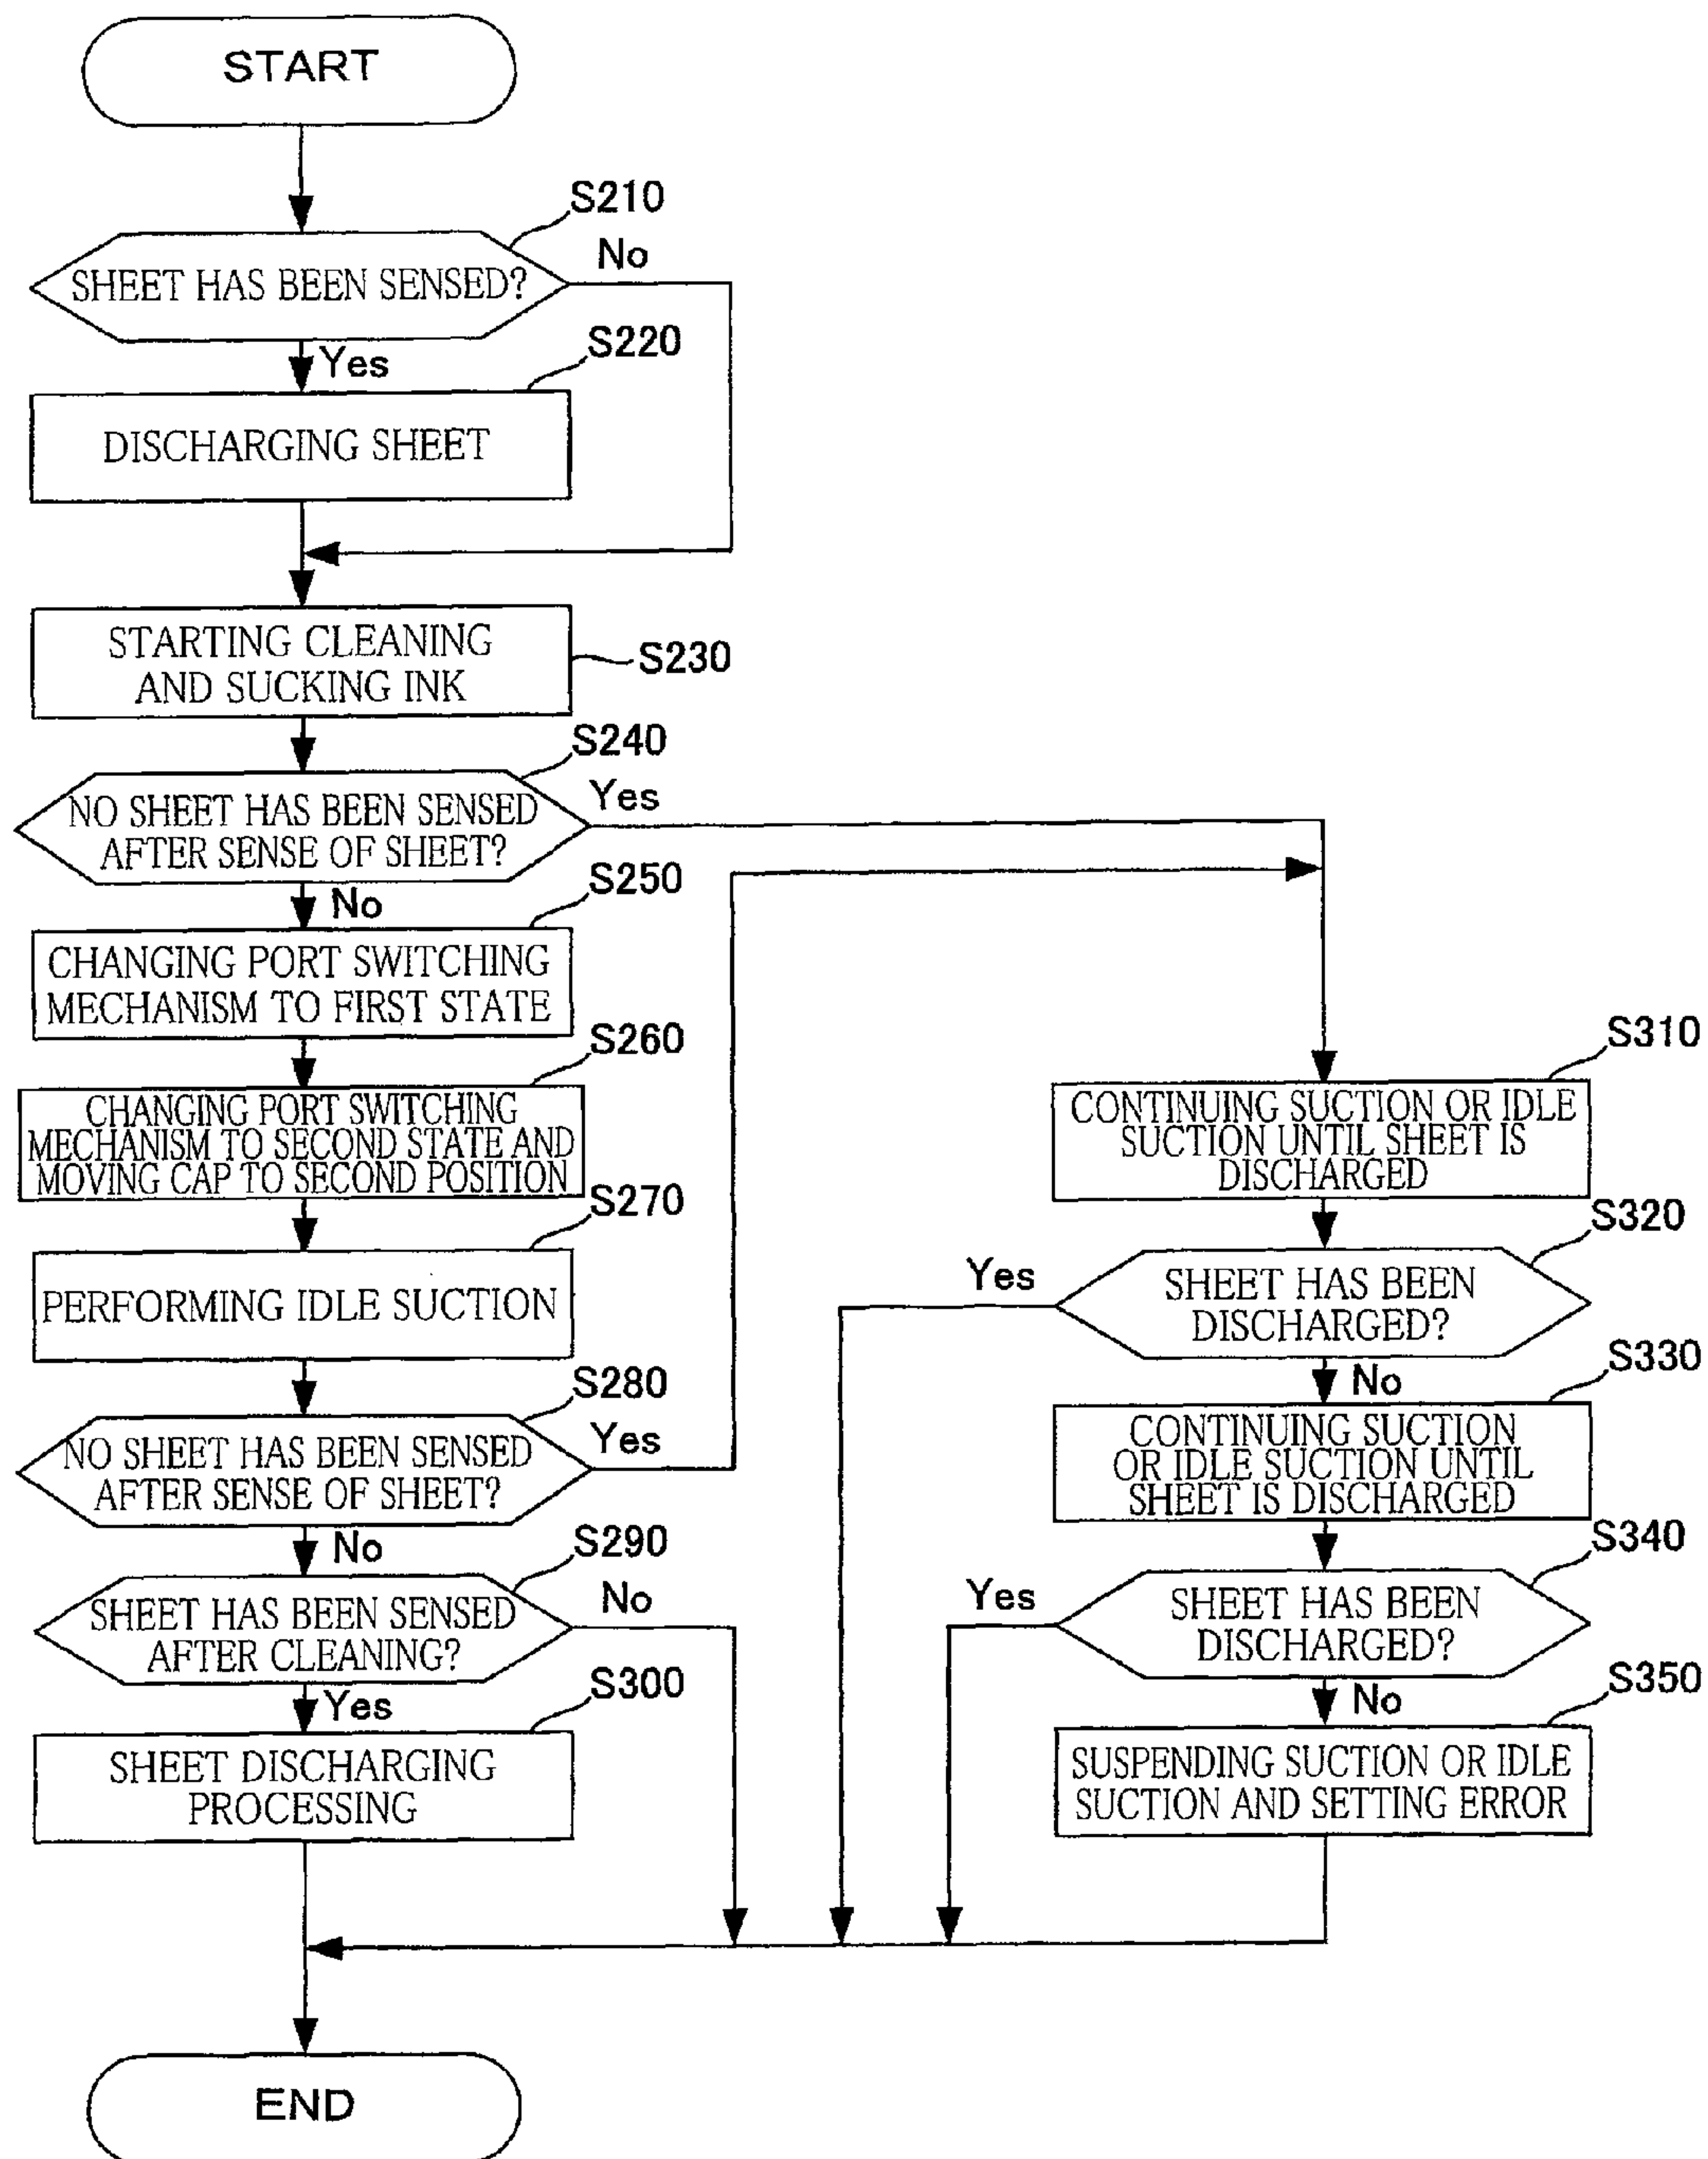 START
S210
SHEET HAS BEEN SENSED?
No
Yes
S220
DISCHARGING SHEET
STARTING CLEANING
AND SUCKING INK
S230
S240
NO SHEET HAS BEEN SENSED
AFTER SENSE OF SHEET?
Yes
No
S250
CHANGING PORT SWITCHING
MECHANISM TO FIRST STATE
S260
CHANGING PORT SWITCHING
MECHANISM TO SECOND STATE AND
MOVING CAP TO SECOND POSITION
S270
PERFORMING IDLE SUCTION
S280
NO SHEET HAS BEEN SENSED
AFTER SENSE OF SHEET?
Yes
No
S290
SHEET HAS BEEN SENSED
AFTER CLEANING?
No
Yes
S300
SHEET DISCHARGING
PROCESSING
S310
CONTINUING SUCTION OR IDLE
SUCTION UNTIL SHEET IS
DISCHARGED
S320
SHEET HAS BEEN
DISCHARGED?
Yes
No
S330
CONTINUING SUCTION
OR IDLE SUCTION UNTIL
SHEET IS DISCHARGED
S340
SHEET HAS BEEN
DISCHARGED?
Yes
No
S350
SUSPENDING SUCTION OR IDLE
SUCTION AND SETTING ERROR
END